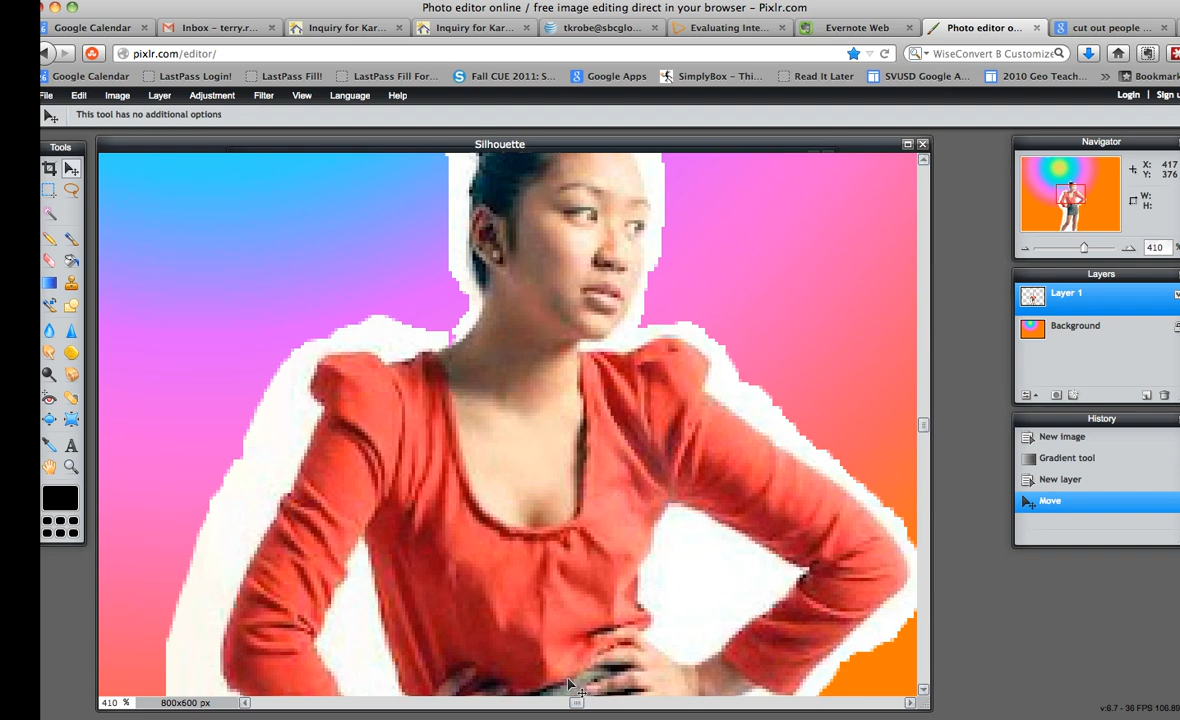 Photo editor online / free image editing direct in your browser - Pixlr.com
Google Calendar Inbox - terry.r... Inquiry for Kar... Inquiry for Kar... tkrobe@sbcglo... Evaluating Inte... Evernote Web Photo editor o... cut out people ...
pixlr.com/editor/ WiseConvert B Customize
Google Calendar LastPass Login! LastPass Fill! LastPass Fill For... Fall CUE 2011: S... Google Apps SimplyBox - Thi... Read It Later SVUSD Google A... 2010 Geo Teach... >> Bookmark
File Edit Image Layer Adjustment Filter View Language Help Login | Sign u
This tool has no additional options
Tools
Silhouette
Navigator
X: 417
Y: 376
W:
H:
410 %
Layers
Layer 1
Background
History
New image
Gradient tool
New layer
Move
410 % 800x600 px
v:6.7 - 36 FPS 106.89